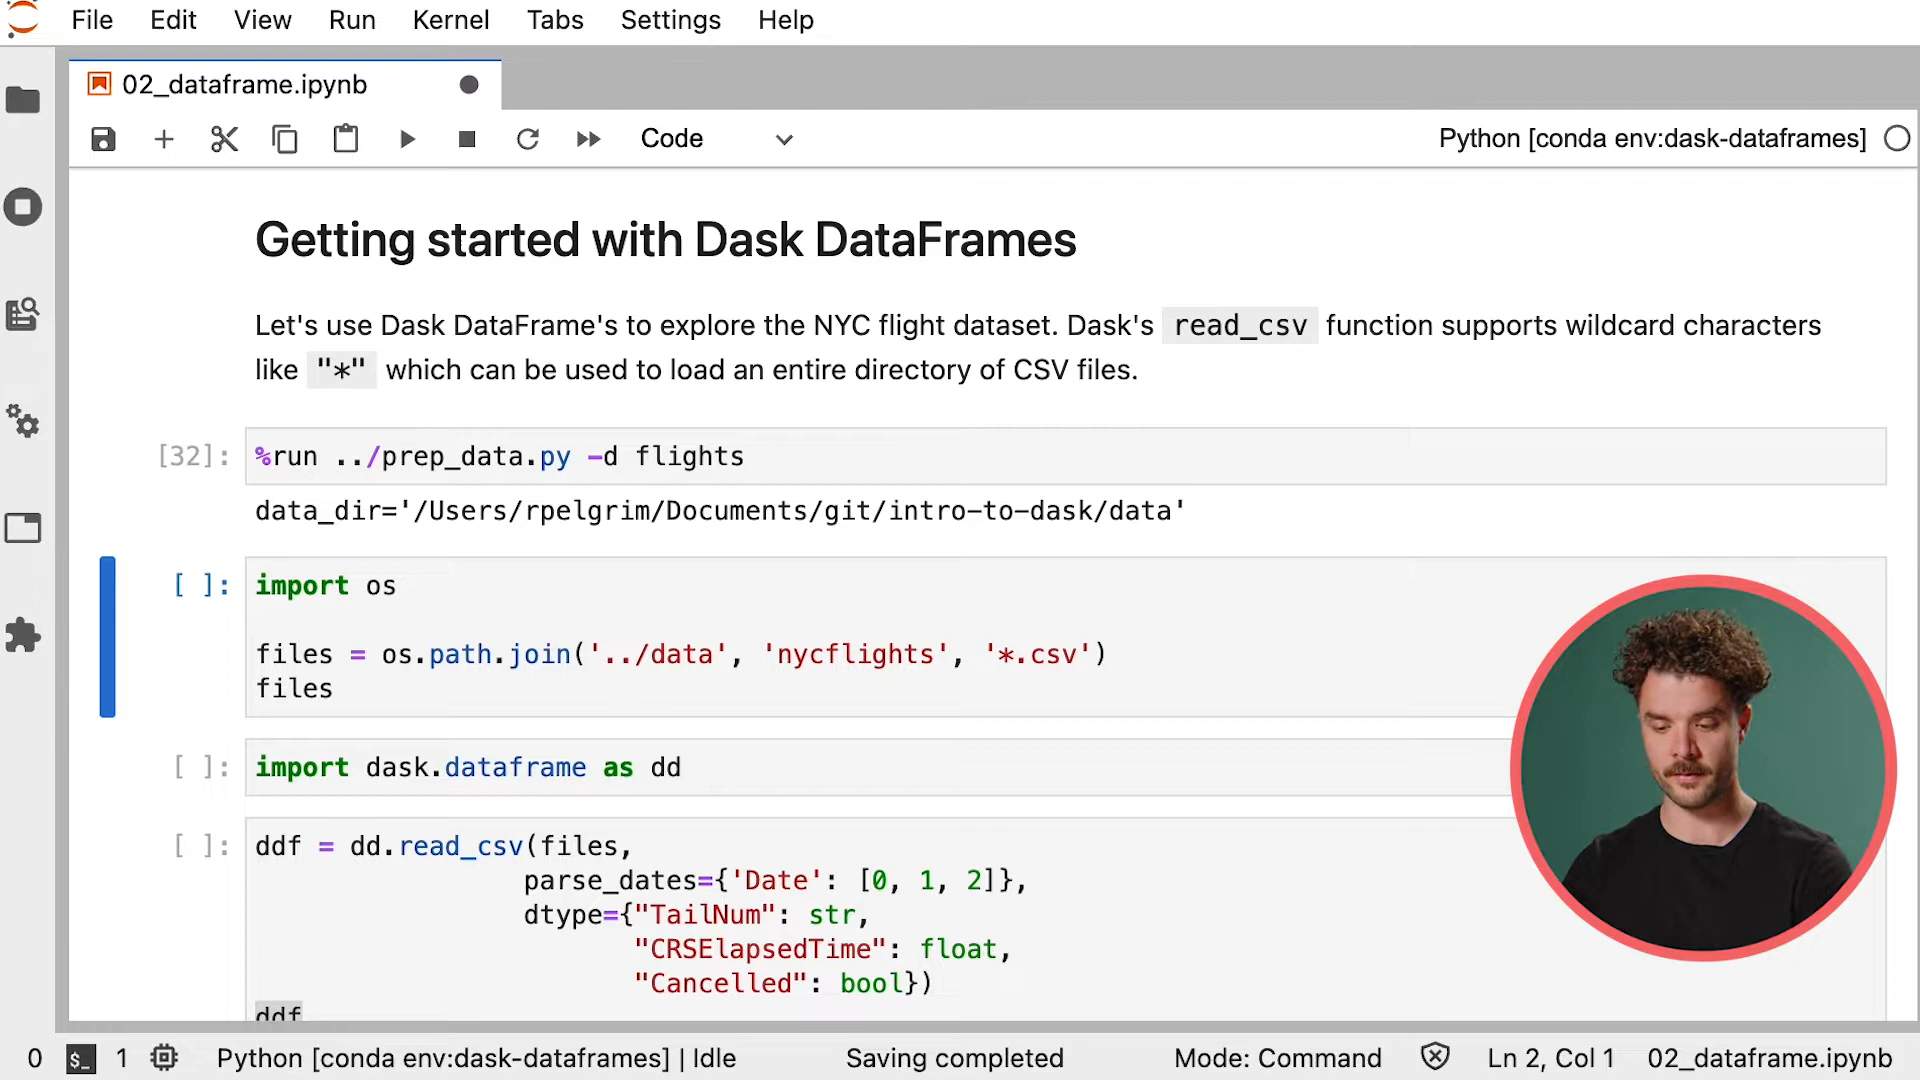 File Edit View Run Kernel Tabs Settings Help
02_dataframe.ipynb
Code
Python [conda env:dask-dataframes]
Getting started with Dask DataFrames
Let's use Dask DataFrame's to explore the NYC flight dataset. Dask's read_csv function supports wildcard characters
like "*" which can be used to load an entire directory of CSV files.
[32]: %run ../prep_data.py -d flights
data_dir='/Users/rpelgrim/Documents/git/intro-to-dask/data'
[ ]: import os
files = os.path.join('../data', 'nycflights', '*.csv')
files
[ ]: import dask.dataframe as dd
[ ]: ddf = dd.read_csv(files,
parse_dates={'Date': [0, 1, 2]},
dtype={"TailNum": str,
"CRSElapsedTime": float,
"Cancelled": bool})
ddf
0 $_ 1 Python [conda env:dask-dataframes] | Idle Saving completed Mode: Command Ln 2, Col 1 02_dataframe.ipynb